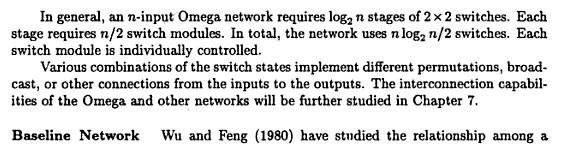 In general, an n-input Omega network requires log₂ n stages of 2 × 2 switches. Each
stage requires n/2 switch modules. In total, the network uses n log₂ n/2 switches. Each
switch module is individually controlled.
Various combinations of the switch states implement different permutations, broad-
cast, or other connections from the inputs to the outputs. The interconnection capabil-
ities of the Omega and other networks will be further studied in Chapter 7.
Baseline Network Wu and Feng (1980) have studied the relationship among a